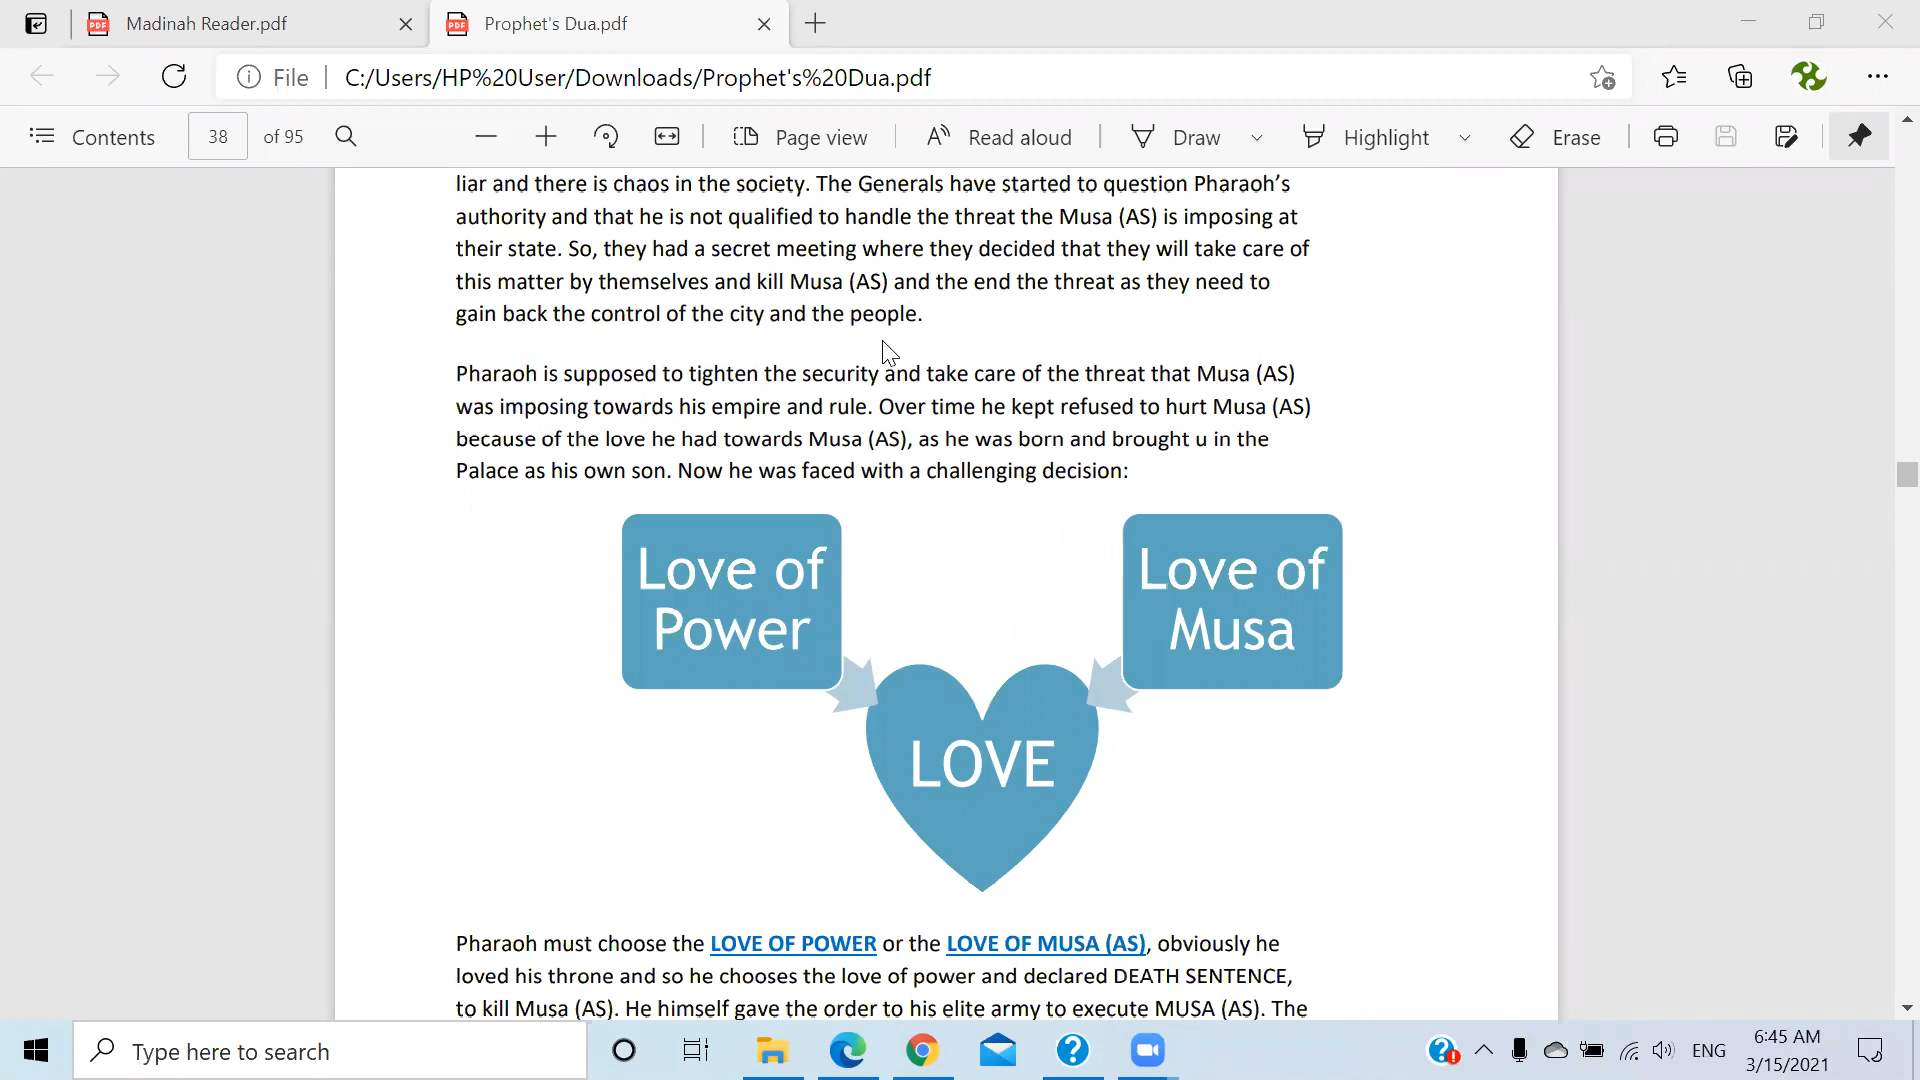 Madinah Reader.pdf
Prophet's Dua.pdf
File
C:/Users/HP%20User/Downloads/Prophet's%20Dua.pdf
Contents
38
of 95
Page view
Read aloud
Draw
Highlight
Erase
liar and there is chaos in the society. The Generals have started to question Pharaoh's
authority and that he is not qualified to handle the threat the Musa (AS) is imposing at
their state. So, they had a secret meeting where they decided that they will take care of
this matter by themselves and kill Musa (AS) and the end the threat as they need to
gain back the control of the city and the people.
Pharaoh is supposed to tighten the security and take care of the threat that Musa (AS)
was imposing towards his empire and rule. Over time he kept refused to hurt Musa (AS)
because of the love he had towards Musa (AS), as he was born and brought u in the
Palace as his own son. Now he was faced with a challenging decision:
Love of
Power
Love of
Musa
LOVE
Pharaoh must choose the LOVE OF POWER or the LOVE OF MUSA (AS), obviously he
loved his throne and so he chooses the love of power and declared DEATH SENTENCE,
to kill Musa (AS). He himself gave the order to his elite army to execute MUSA (AS). The
Type here to search
ENG
6:45 AM
3/15/2021